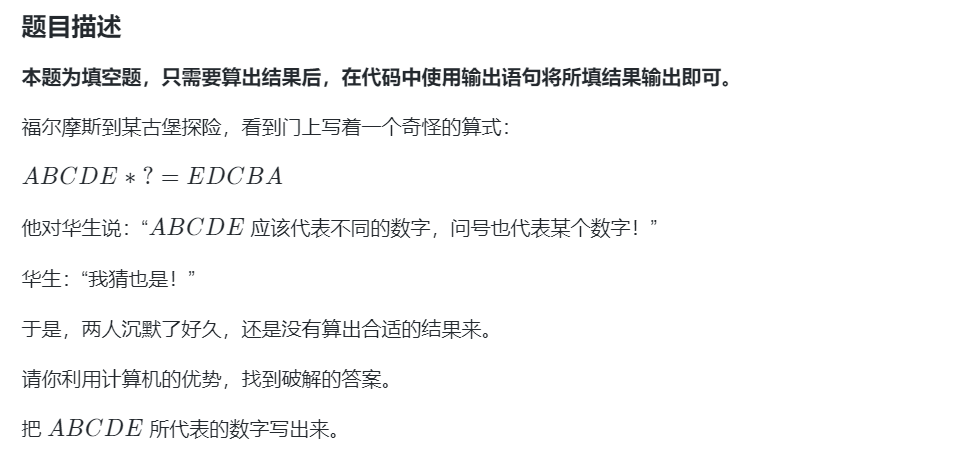 题目描述
本题为填空题，只需要算出结果后，在代码中使用输出语句将所填结果输出即可。
福尔摩斯到某古堡探险，看到门上写着一个奇怪的算式：
ABCDE * ? = EDCBA
他对华生说：“ABCDE 应该代表不同的数字，问号也代表某个数字！”
华生：“我猜也是！”
于是，两人沉默了好久，还是没有算出合适的结果来。
请你利用计算机的优势，找到破解的答案。
把 ABCDE 所代表的数字写出来。